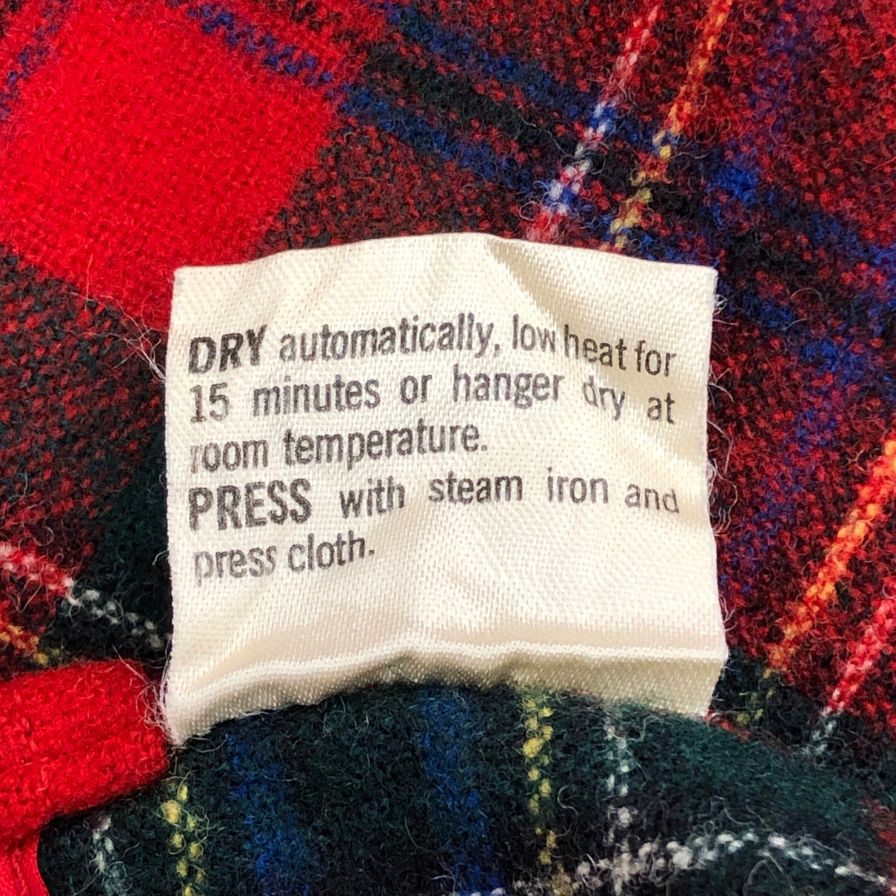 DRY automatically, low heat for
15 minutes or hanger dry at
room temperature.
PRESS with steam iron and
press cloth.